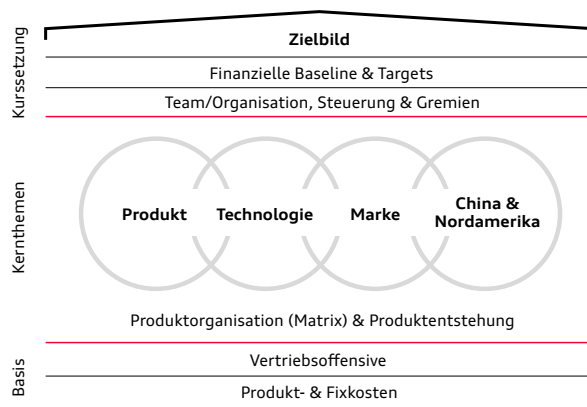 Kurssetzung
Zielbild
Finanzielle Baseline & Targets
Team/Organisation, Steuerung & Gremien
Kernthemen
Produkt
Technologie
Marke
China &
Nordamerika
Produktorganisation (Matrix) & Produktentstehung
Basis
Vertriebsoffensive
Produkt- & Fixkosten